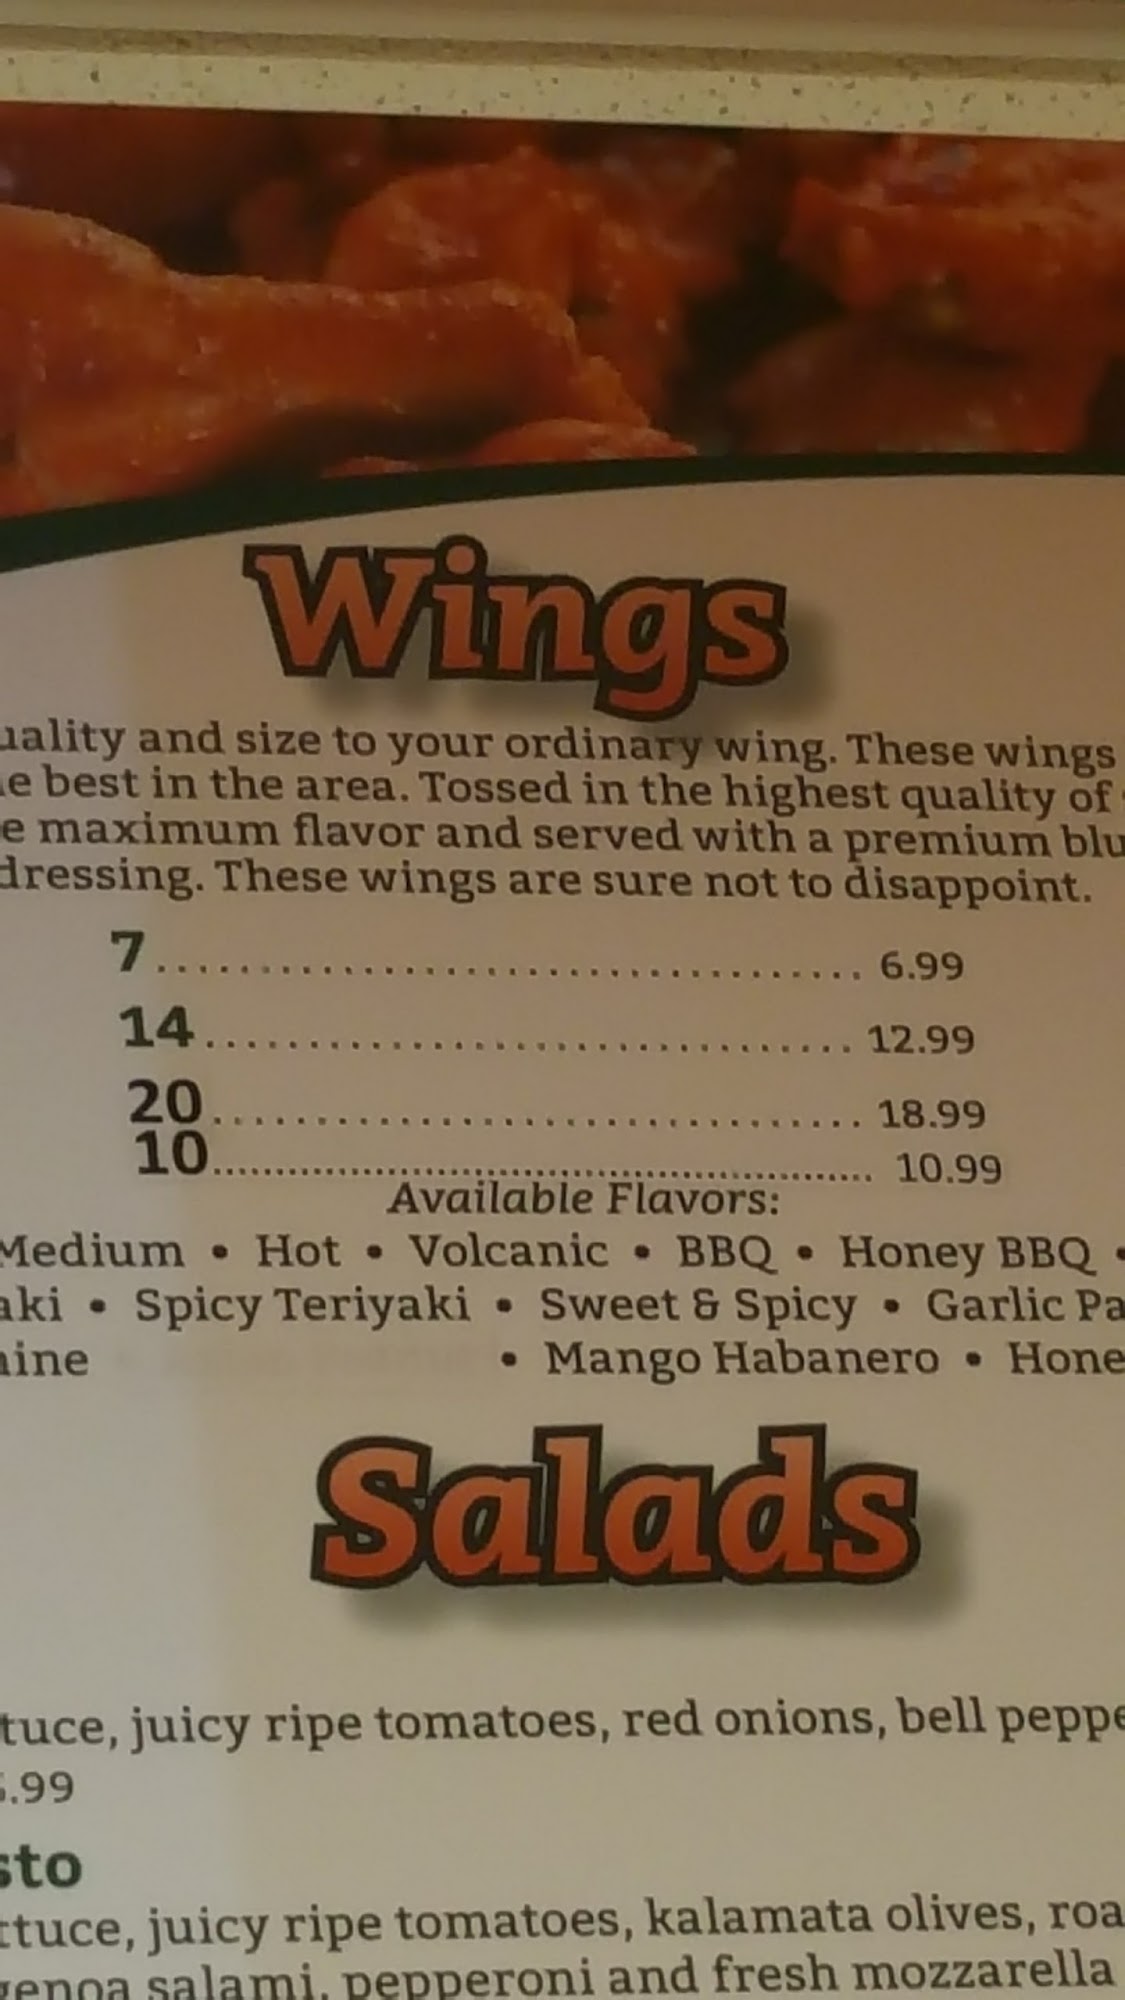 Wings
uality and size to your ordinary wing. These wings
e best in the area. Tossed in the highest quality of
e maximum flavor and served with a premium blu
dressing. These wings are sure not to disappoint.
7.................................. 6.99
14................................ 12.99
20............................... 18.99
10............................... 10.99
Available Flavors:
Medium • Hot • Volcanic • BBQ • Honey BBQ •
aki • Spicy Teriyaki • Sweet & Spicy • Garlic Pa
ine • Mango Habanero • Hone
Salads
tuce, juicy ripe tomatoes, red onions, bell peppe
.99
sto
ttuce, juicy ripe tomatoes, kalamata olives, roa
genoa salami, pepperoni and fresh mozzarella